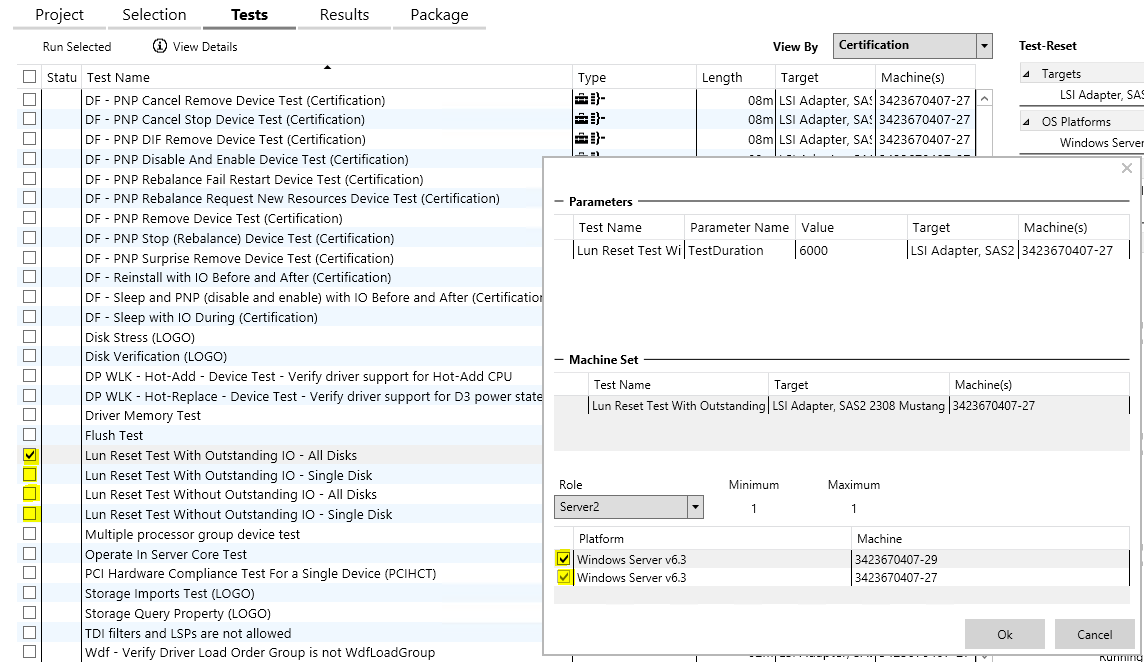 Project Selection Tests Results Package
Run Selected View Details View By Certification Test-Reset
Statu Test Name Type Length Target Machine(s) Targets
LSI Adapter, SAS
DF - PNP Cancel Remove Device Test (Certification) 08m LSI Adapter, SAS 3423670407-27
DF - PNP Cancel Stop Device Test (Certification) 08m LSI Adapter, SAS 3423670407-27 OS Platforms
DF - PNP DIF Remove Device Test (Certification) 08m LSI Adapter, SAS 3423670407-27 Windows Server
DF - PNP Disable And Enable Device Test (Certification)
DF - PNP Rebalance Fail Restart Device Test (Certification)
DF - PNP Rebalance Request New Resources Device Test (Certification)
DF - PNP Remove Device Test (Certification)
DF - PNP Stop (Rebalance) Device Test (Certification)
DF - PNP Surprise Remove Device Test (Certification)
DF - Reinstall with IO Before and After (Certification)
DF - Sleep and PNP (disable and enable) with IO Before and After (Certification
DF - Sleep with IO During (Certification)
Disk Stress (LOGO)
Disk Verification (LOGO)
DP WLK - Hot-Add - Device Test - Verify driver support for Hot-Add CPU
DP WLK - Hot-Replace - Device Test - Verify driver support for D3 power state
Driver Memory Test
Flush Test
Lun Reset Test With Outstanding IO - All Disks
Lun Reset Test With Outstanding IO - Single Disk
Lun Reset Test Without Outstanding IO - All Disks
Lun Reset Test Without Outstanding IO - Single Disk
Multiple processor group device test
Operate In Server Core Test
PCI Hardware Compliance Test For a Single Device (PCIHCT)
Storage Imports Test (LOGO)
Storage Query Property (LOGO)
TDI filters and LSPs are not allowed
Wdf - Verify Driver Load Order Group is not WdfLoadGroup
Parameters
Test Name Parameter Name Value Target Machine(s)
Lun Reset Test Wi TestDuration 6000 LSI Adapter, SAS2 3423670407-27
Machine Set
Test Name Target Machine(s)
Lun Reset Test With Outstanding LSI Adapter, SAS2 2308 Mustang 3423670407-27
Role Minimum Maximum
Server2 1 1
Platform Machine
Windows Server v6.3 3423670407-29
Windows Server v6.3 3423670407-27
Ok Cancel
Running